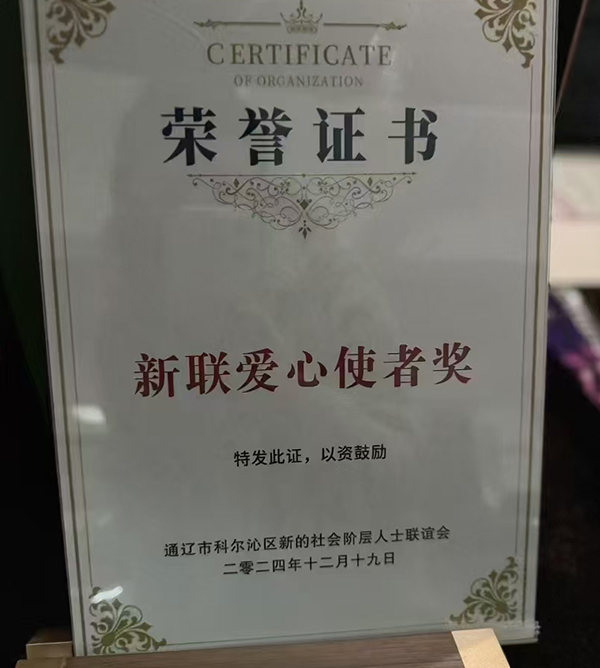 CERTIFICATE
OF ORGANIZATION
荣誉证书
新联爱心使者奖
特发此证，以资鼓励
通辽市科尔沁区新的社会阶层人士联谊会
二零二四年十二月十九日